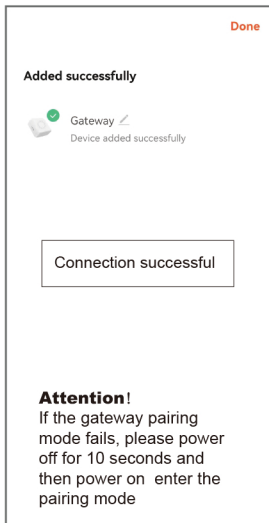 Done
Added successfully
Gateway
Device added successfully
Connection successful
Attention!
If the gateway pairing
mode fails, please power
off for 10 seconds and
then power on enter the
pairing mode